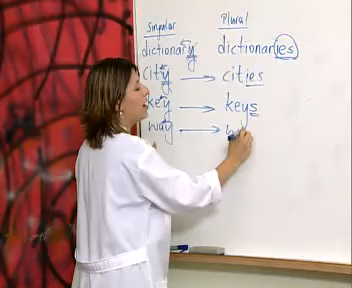 Singular Plural
dictionary dictionaries
city → cities
key → keys
way →